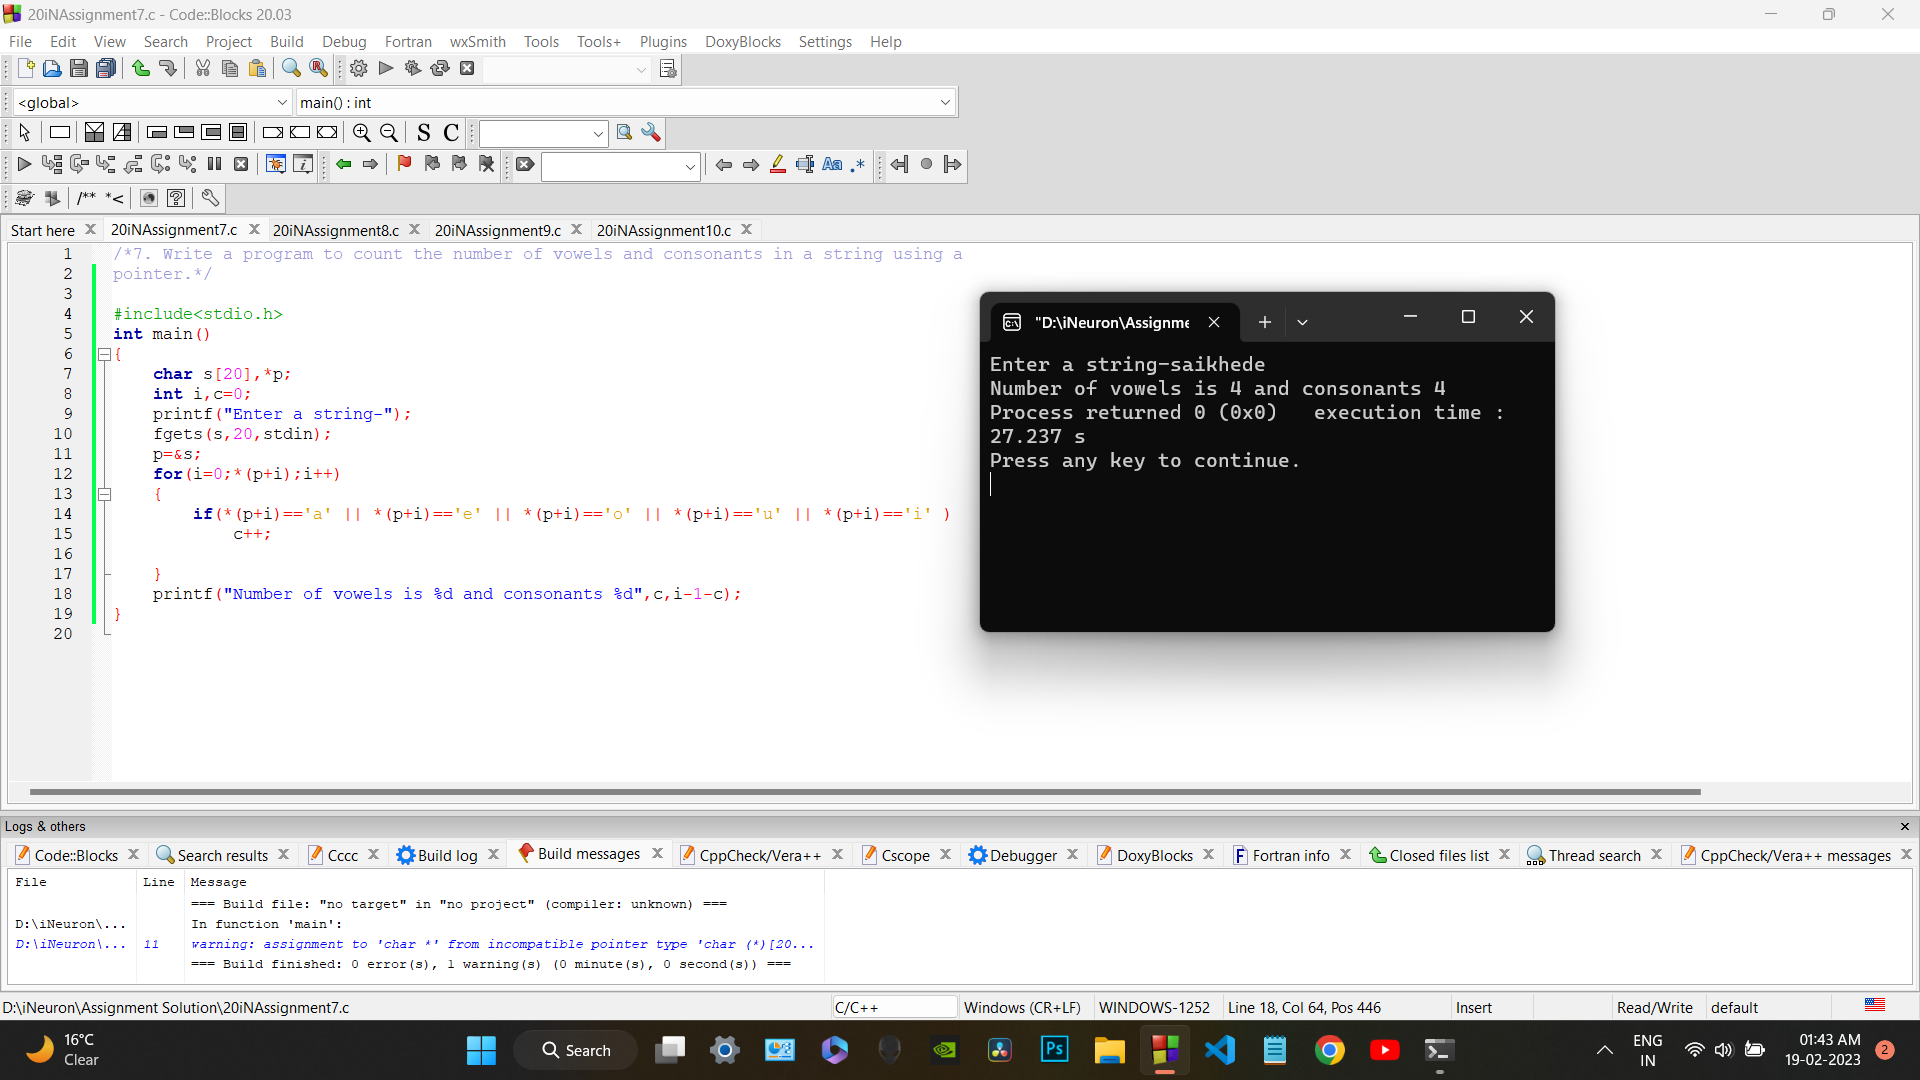 20iNAssignment7.c - Code::Blocks 20.03
File Edit View Search Project Build Debug Fortran wxSmith Tools Tools+ Plugins DoxyBlocks Settings Help
<global> main() : int
S C
Aa .*
/** *<
Start here 20iNAssignment7.c 20iNAssignment8.c 20iNAssignment9.c 20iNAssignment10.c
1 /*7. Write a program to count the number of vowels and consonants in a string using a
2 pointer.*/
3
4 #include<stdio.h>
5 int main()
6 {
7 char s[20],*p;
8 int i,c=0;
9 printf("Enter a string-");
10 fgets(s,20,stdin);
11 p=&s;
12 for(i=0;*(p+i);i++)
13 {
14 if(*(p+i)=='a' || *(p+i)=='e' || *(p+i)=='o' || *(p+i)=='u' || *(p+i)=='i' )
15 c++;
16
17 }
18 printf("Number of vowels is %d and consonants %d",c,i-1-c);
19 }
20
"D:\iNeuron\Assignme
Enter a string-saikhede
Number of vowels is 4 and consonants 4
Process returned 0 (0x0) execution time :
27.237 s
Press any key to continue.
Logs & others
Code::Blocks Search results Cccc Build log Build messages CppCheck/Vera++ Cscope Debugger DoxyBlocks Fortran info Closed files list Thread search CppCheck/Vera++ messages
File Line Message
=== Build file: "no target" in "no project" (compiler: unknown) ===
D:\iNeuron\... In function 'main':
D:\iNeuron\... 11 warning: assignment to 'char *' from incompatible pointer type 'char (*)[20...
=== Build finished: 0 error(s), 1 warning(s) (0 minute(s), 0 second(s)) ===
D:\iNeuron\Assignment Solution\20iNAssignment7.c C/C++ Windows (CR+LF) WINDOWS-1252 Line 18, Col 64, Pos 446 Insert Read/Write default
16°C
Clear
Search
Ps
ENG
IN
01:43 AM
19-02-2023
2